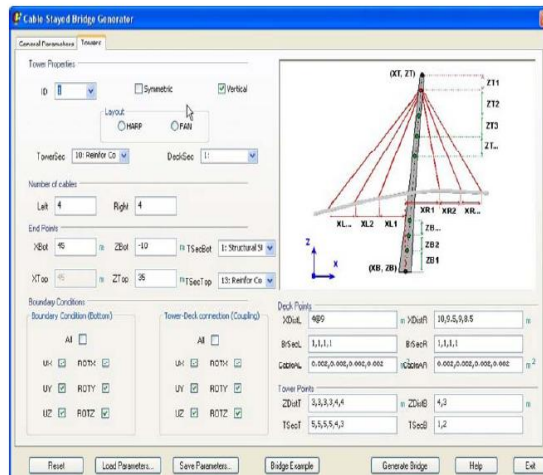 Cable Stayed Bridge Generator
General Parameters Towers
Tower Properties
ID 1 Symmetric Vertical
Layout
HARP FAN
TowerSec 10: Reinfor Co DeckSec 1:
Number of cables
Left 4 Right 4
End Points
XBot 45 m ZBot -10 m TSecBot 1: Structural St
XTop 45 m ZTop 35 m TSecTop 13: Reinfor Co
Boundary Conditions
Boundary Condition (Bottom)
All
UX ROTX
UY ROTY
UZ ROTZ
Tower-Deck connection (Coupling)
All
UX ROTX
UY ROTY
UZ ROTZ
(XT, ZT)
ZT1
ZT2
ZT3
ZT...
XL... XL2 XL1
XR1 XR2 XR...
ZB...
ZB2
ZB1
Z
X
(XB, ZB)
Deck Points
XDistL 4@9 m XDistR 10,9.5,9,8.5 m
BrSecL 1,1,1,1 BrSecR 1,1,1,1
CableAL 0.002,0.002,0.002,0.002 m2 CableAR 0.002,0.002,0.002,0.002 m2
Tower Points
ZDistT 3,3,3,3,4,4 m ZDistB 4,3 m
TSecT 5,5,5,5,4,3 TSecB 1,2
Reset Load Parameters... Save Parameters... Bridge Example Generate Bridge Help Exit